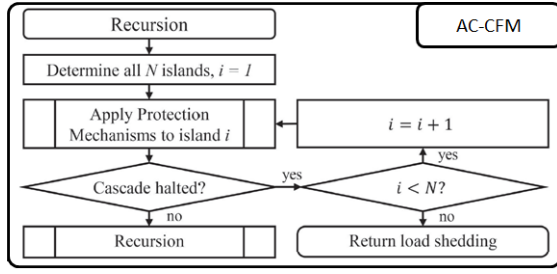 Recursion
AC-CFM
Determine all N islands, i = 1
Apply Protection
Mechanisms to island i
i = i + 1
Cascade halted?
yes
i < N?
yes
no
no
Recursion
Return load shedding